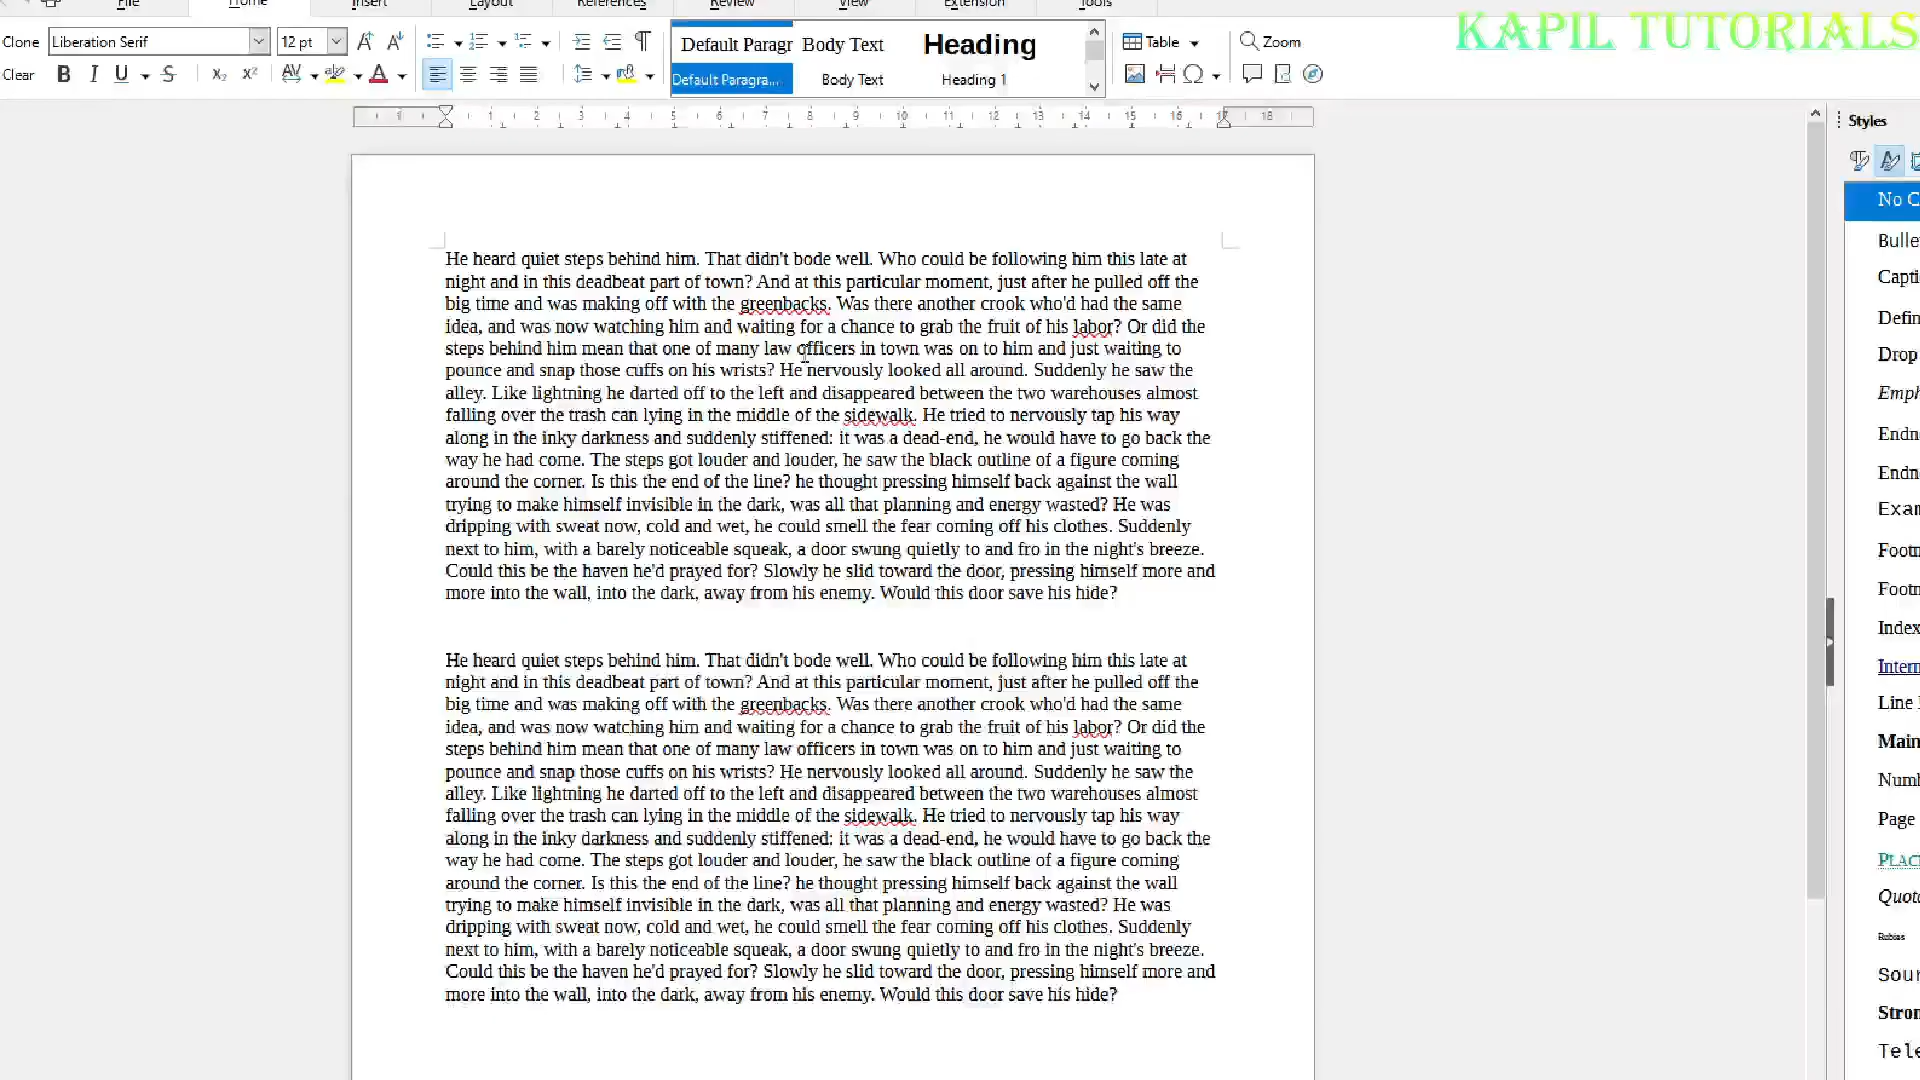 File Home Insert Layout References Review View Extension Tools
KAPIL TUTORIALS
Clone Liberation Serif 12 pt Default Paragr Body Text Heading Table Zoom
Clear B I U S Default Paragra... Body Text Heading 1
1 1 2 3 4 5 6 7 8 9 10 11 12 13 14 15 16 17 18
He heard quiet steps behind him. That didn't bode well. Who could be following him this late at
night and in this deadbeat part of town? And at this particular moment, just after he pulled off the
big time and was making off with the greenbacks. Was there another crook who'd had the same
idea, and was now watching him and waiting for a chance to grab the fruit of his labor? Or did the
steps behind him mean that one of many law officers in town was on to him and just waiting to
pounce and snap those cuffs on his wrists? He nervously looked all around. Suddenly he saw the
alley. Like lightning he darted off to the left and disappeared between the two warehouses almost
falling over the trash can lying in the middle of the sidewalk. He tried to nervously tap his way
along in the inky darkness and suddenly stiffened: it was a dead-end, he would have to go back the
way he had come. The steps got louder and louder, he saw the black outline of a figure coming
around the corner. Is this the end of the line? he thought pressing himself back against the wall
trying to make himself invisible in the dark, was all that planning and energy wasted? He was
dripping with sweat now, cold and wet, he could smell the fear coming off his clothes. Suddenly
next to him, with a barely noticeable squeak, a door swung quietly to and fro in the night's breeze.
Could this be the haven he'd prayed for? Slowly he slid toward the door, pressing himself more and
more into the wall, into the dark, away from his enemy. Would this door save his hide?
He heard quiet steps behind him. That didn't bode well. Who could be following him this late at
night and in this deadbeat part of town? And at this particular moment, just after he pulled off the
big time and was making off with the greenbacks. Was there another crook who'd had the same
idea, and was now watching him and waiting for a chance to grab the fruit of his labor? Or did the
steps behind him mean that one of many law officers in town was on to him and just waiting to
pounce and snap those cuffs on his wrists? He nervously looked all around. Suddenly he saw the
alley. Like lightning he darted off to the left and disappeared between the two warehouses almost
falling over the trash can lying in the middle of the sidewalk. He tried to nervously tap his way
along in the inky darkness and suddenly stiffened: it was a dead-end, he would have to go back the
way he had come. The steps got louder and louder, he saw the black outline of a figure coming
around the corner. Is this the end of the line? he thought pressing himself back against the wall
trying to make himself invisible in the dark, was all that planning and energy wasted? He was
dripping with sweat now, cold and wet, he could smell the fear coming off his clothes. Suddenly
next to him, with a barely noticeable squeak, a door swung quietly to and fro in the night's breeze.
Could this be the haven he'd prayed for? Slowly he slid toward the door, pressing himself more and
more into the wall, into the dark, away from his enemy. Would this door save his hide?
Styles
No C
Bulle
Capti
Defin
Drop
Emph
Endn
Endn
Exam
Footn
Footn
Index
Intern
Line
Main
Numb
Page
PLAC
Quota
Rubies
Sour
Stron
Tele